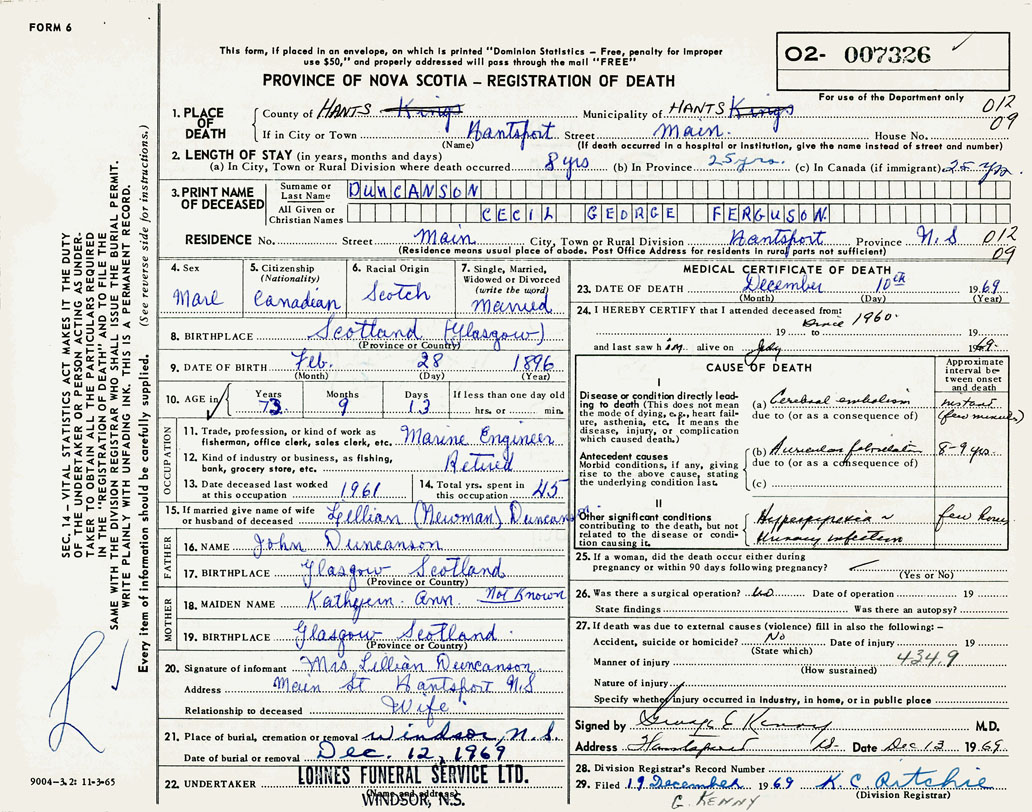 FORM 6
This form, if placed in an envelope, on which is printed "Dominion Statistics – Free, penalty for improper
use $50," and properly addressed will pass through the mail "FREE"
PROVINCE OF NOVA SCOTIA – REGISTRATION OF DEATH
O2- 007326
For use of the Department only
012
09
1. PLACE OF DEATH
County of HANTS Kings Municipality of HANTS Kings
If in City or Town Hantsport Street Main. House No.
(Name) (If death occurred in a hospital or institution, give the name instead of street and number)
2. LENGTH OF STAY (in years, months and days)
(a) In City, Town or Rural Division where death occurred 8 yrs (b) In Province 25 yrs. (c) In Canada (if immigrant) 25 yrs.
3. PRINT NAME OF DECEASED
Surname or Last Name DUNCANSON
All Given or Christian Names CECIL GEORGE FERGUSON
RESIDENCE No. Street Main City, Town or Rural Division Hantsport Province N.S 012
09
(Residence means usual place of abode. Post Office Address for residents in rural parts not sufficient)
4. Sex Male
5. Citizenship (Nationality) Canadian
6. Racial Origin Scotch
7. Single, Married, Widowed or Divorced (write the word) Married
8. BIRTHPLACE Scotland (Glasgow)
(Province or Country)
9. DATE OF BIRTH Feb. 28 1896
(Month) (Day) (Year)
10. AGE in Years 73 Months 9 Days 13 If less than one day old
hrs. or min.
OCCUPATION
11. Trade, profession, or kind of work as
fisherman, office clerk, sales clerk, etc. Marine Engineer
12. Kind of industry or business, as fishing,
bank, grocery store, etc. Retired
13. Date deceased last worked
at this occupation 1961
14. Total yrs. spent in
this occupation 45
15. If married give name of wife
or husband of deceased Lillian (Newman) Duncanson
FATHER
16. NAME John Duncanson
17. BIRTHPLACE Glasgow Scotland
(Province or Country)
MOTHER
18. MAIDEN NAME Ann. Not Known
19. BIRTHPLACE Glasgow Scotland.
(Province or Country)
20. Signature of informant Mrs Lillian Duncanson
Address Main St Hantsport N.S
Relationship to deceased Wife
21. Place of burial, cremation or removal Windsor, N.S.
Date of burial or removal Dec. 12, 1969
22. UNDERTAKER LOHNES FUNERAL SERVICE LTD.
(Name and address)
WINDSOR, N.S.
MEDICAL CERTIFICATE OF DEATH
23. DATE OF DEATH December 10th 1969
(Month) (Day) (Year)
24. I HEREBY CERTIFY that I attended deceased from:
Since 1960.
19 to 19
and last saw him alive on July 1969.
CAUSE OF DEATH
Approximate interval between onset and death
I
Disease or condition directly leading to death (This does not mean the mode of dying, e.g., heart failure, asthenia, etc. It means the disease, injury, or complication which caused death.)
(a) Cerebral embolism instant
due to (or as a consequence of) (few minutes)
Antecedent causes
Morbid conditions, if any, giving rise to the above cause, stating the underlying condition last.
(b) Auricular fibrillation 8-9 yrs.
due to (or as a consequence of)
(c)
II
Other significant conditions contributing to the death, but not related to the disease or condition causing it.
Hyperpyrexia few hours
Urinary infection
25. If a woman, did the death occur either during
pregnancy or within 90 days following pregnancy?
(Yes or No)
26. Was there a surgical operation? No Date of operation 19
State findings Was there an autopsy?
27. If death was due to external causes (violence) fill in also the following: –
Accident, suicide or homicide? No Date of injury 19
(State which)
Manner of injury 434.9
(How sustained)
Nature of injury
Specify whether injury occurred in industry, in home, or in public place
Signed by George E Kenny M.D.
Address Hantsport NS Date Dec 13 1969.
28. Division Registrar's Record Number
29. Filed 19 December 1969 K C Ritchie
(Division Registrar)
G. KENNY
SEC. 14 – VITAL STATISTICS ACT MAKES IT THE DUTY
OF THE UNDERTAKER OR PERSON ACTING AS UNDER-
TAKER TO OBTAIN ALL THE PARTICULARS REQUIRED
IN THE "REGISTRATION OF DEATH" AND TO FILE THE
SAME WITH THE DIVISION REGISTRAR WHO SHALL ISSUE THE BURIAL PERMIT.
WRITE PLAINLY WITH UNFADING INK. THIS IS A PERMANENT RECORD.
Every item of information should be carefully supplied. (See reverse side for instructions.)
9004–3.2: 11-3-65